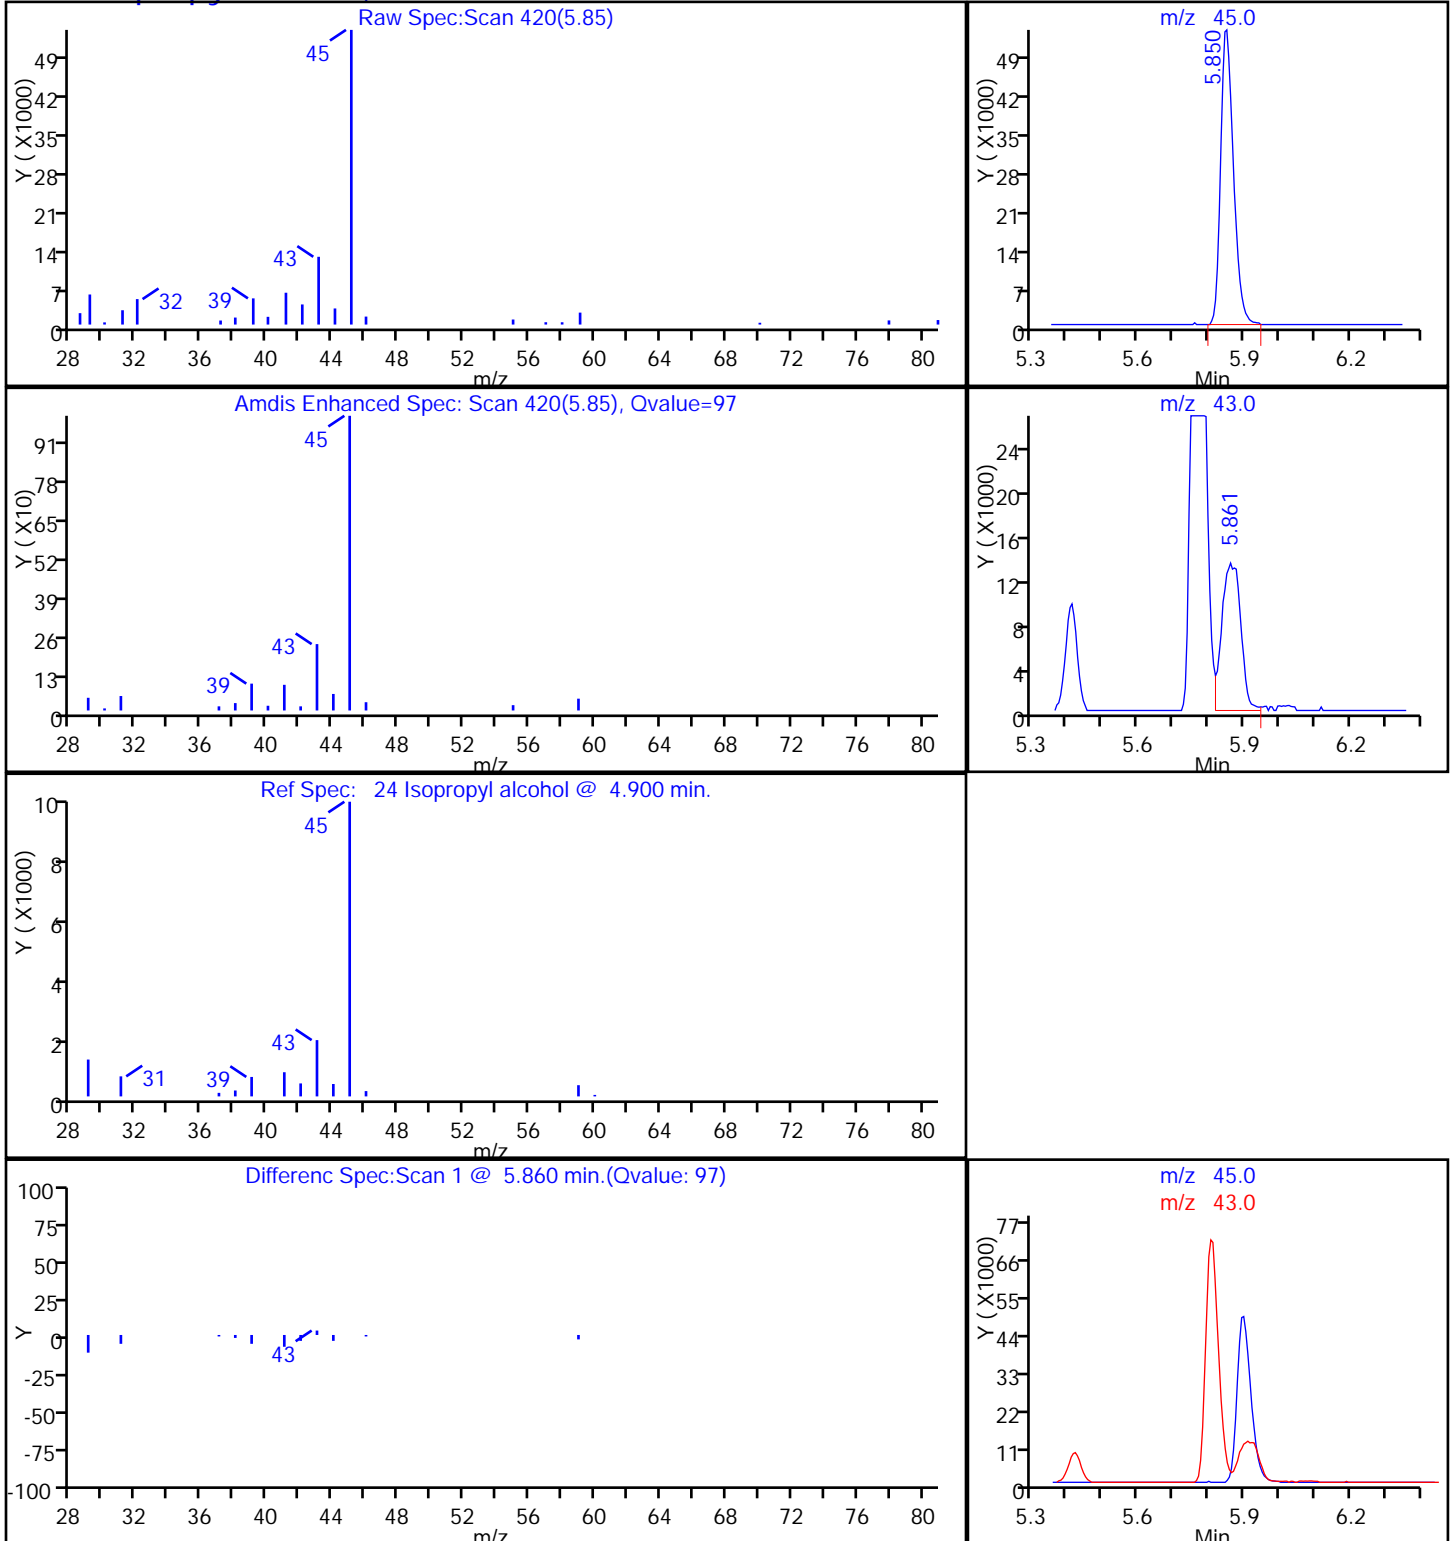 Raw Spec:Scan 420(5.85)
Y ( X1000)
49
42
35
28
21
14
7
0
45
43
39
32
28 32 36 40 44 48 52 56 60 64 68 72 76 80
m/z
m/z 45.0
Y ( X1000)
49
42
35
28
21
14
7
0
5.850
5.3 5.6 5.9 6.2
Min
Amdis Enhanced Spec: Scan 420(5.85), Qvalue=97
Y ( X10)
91
78
65
52
39
26
13
0
45
43
39
28 32 36 40 44 48 52 56 60 64 68 72 76 80
m/z
m/z 43.0
Y ( X1000)
24
20
16
12
8
4
0
5.861
5.3 5.6 5.9 6.2
Min
Ref Spec: 24 Isopropyl alcohol @ 4.900 min.
Y ( X1000)
10
8
6
4
2
0
45
43
39
31
28 32 36 40 44 48 52 56 60 64 68 72 76 80
m/z
Differenc Spec:Scan 1 @ 5.860 min.(Qvalue: 97)
Y
100
75
50
25
0
-25
-50
-75
-100
43
28 32 36 40 44 48 52 56 60 64 68 72 76 80
m/z
m/z 45.0
m/z 43.0
Y ( X1000)
77
66
55
44
33
22
11
0
5.3 5.6 5.9 6.2
Min